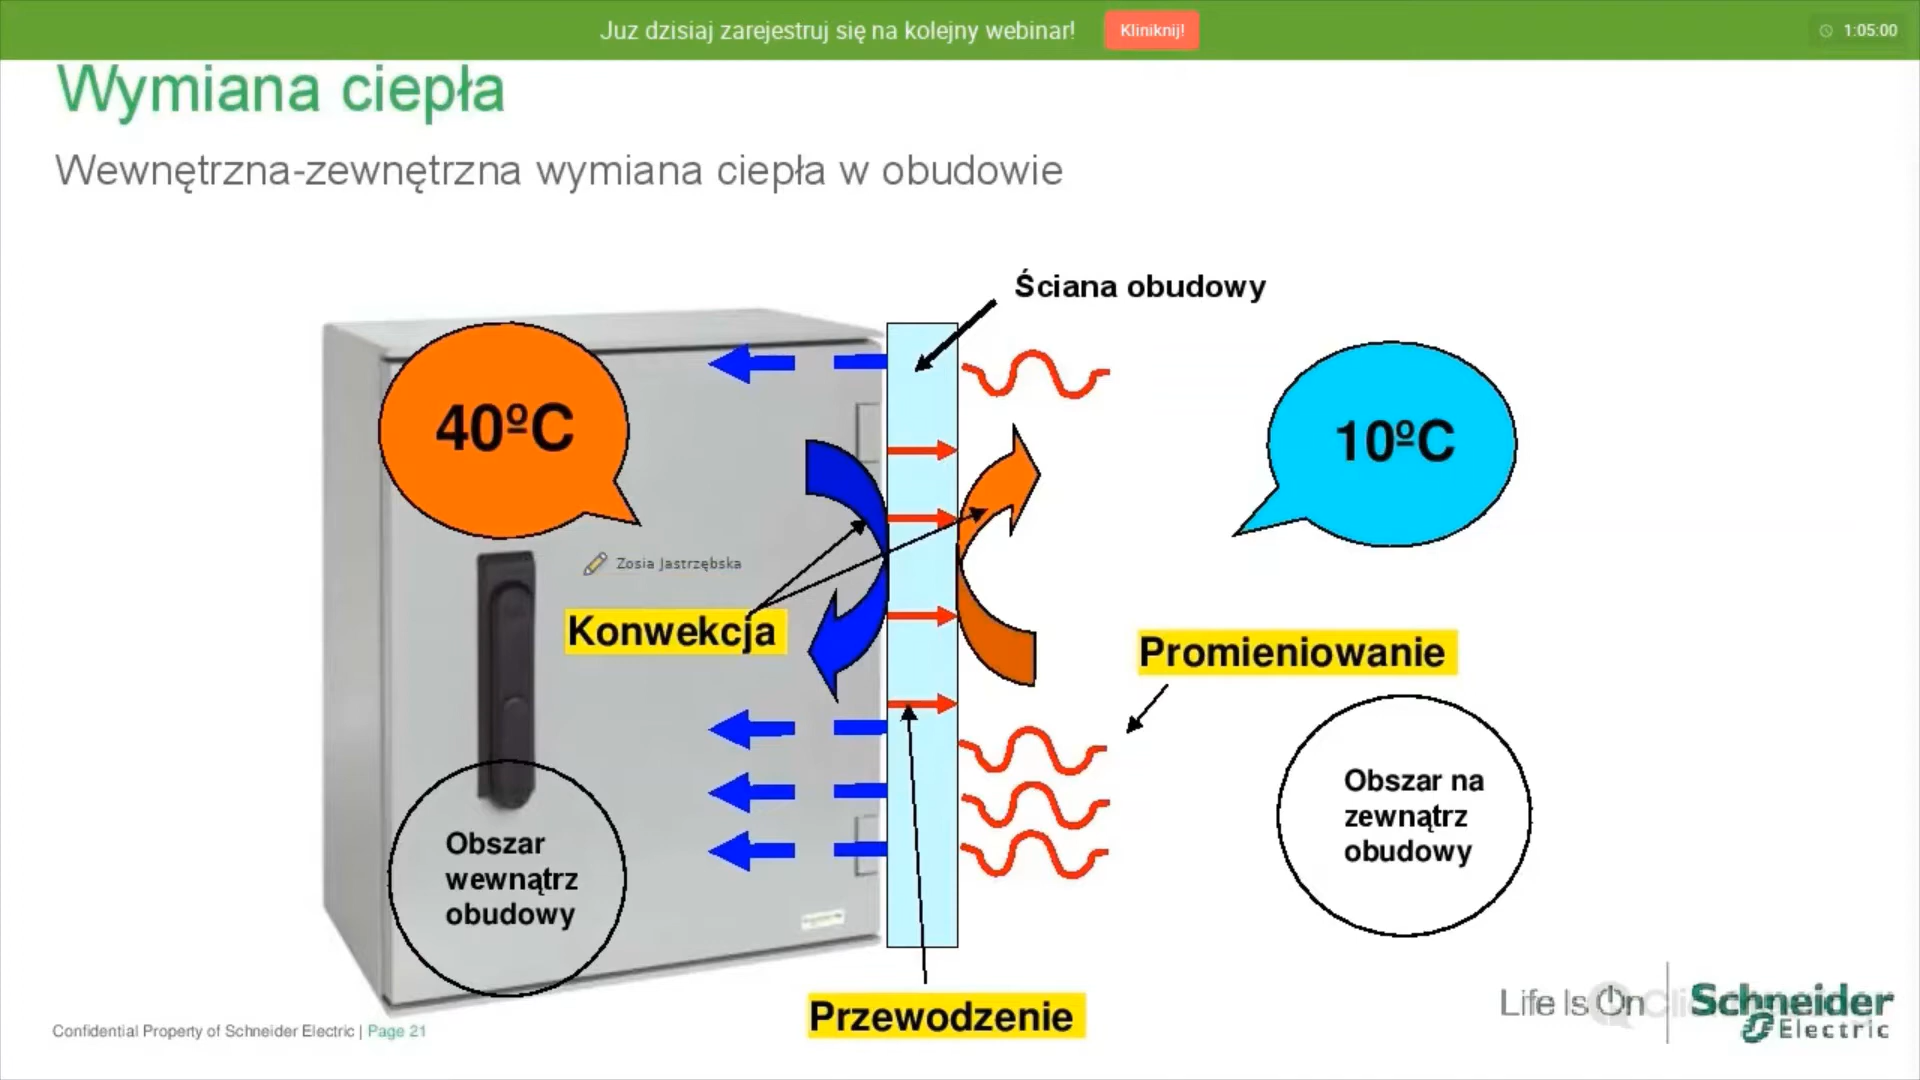 Juz dzisiaj zarejestruj się na kolejny webinar!
Kliniknij!
1:05:00
Wymiana ciepła
Wewnętrzna-zewnętrzna wymiana ciepła w obudowie
Ściana obudowy
40ºC
10ºC
Zosia Jastrzębska
Konwekcja
Promieniowanie
Obszar na
zewnątrz
obudowy
Obszar
wewnątrz
obudowy
Przewodzenie
Life Is On
Schneider
Electric
Confidential Property of Schneider Electric | Page 21